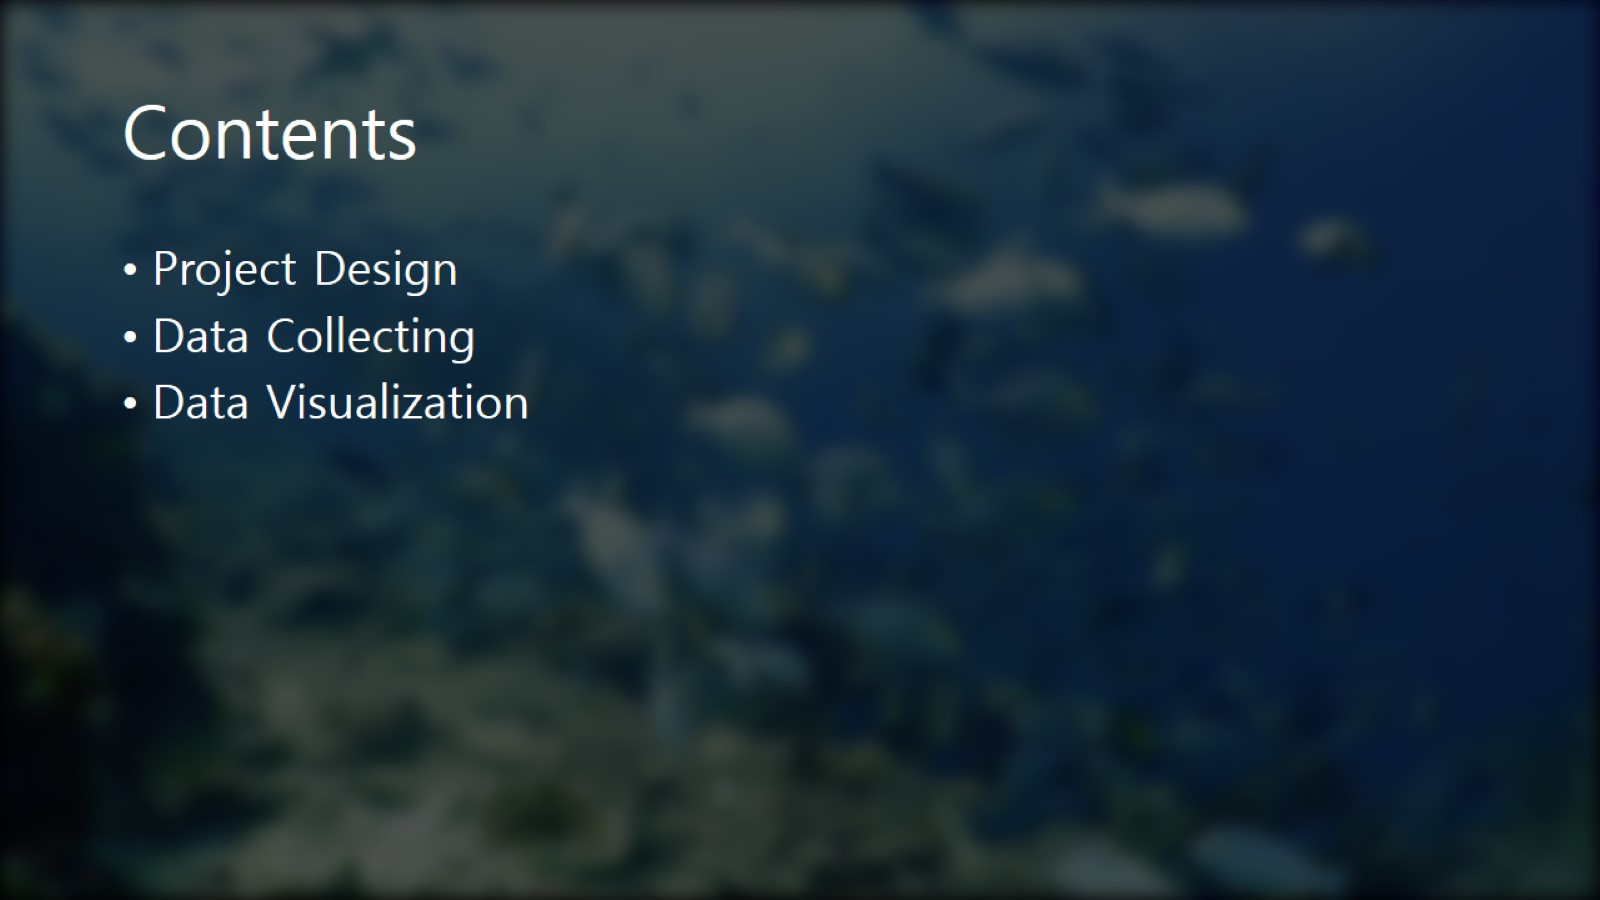 Contents
• Project Design
• Data Collecting
• Data Visualization